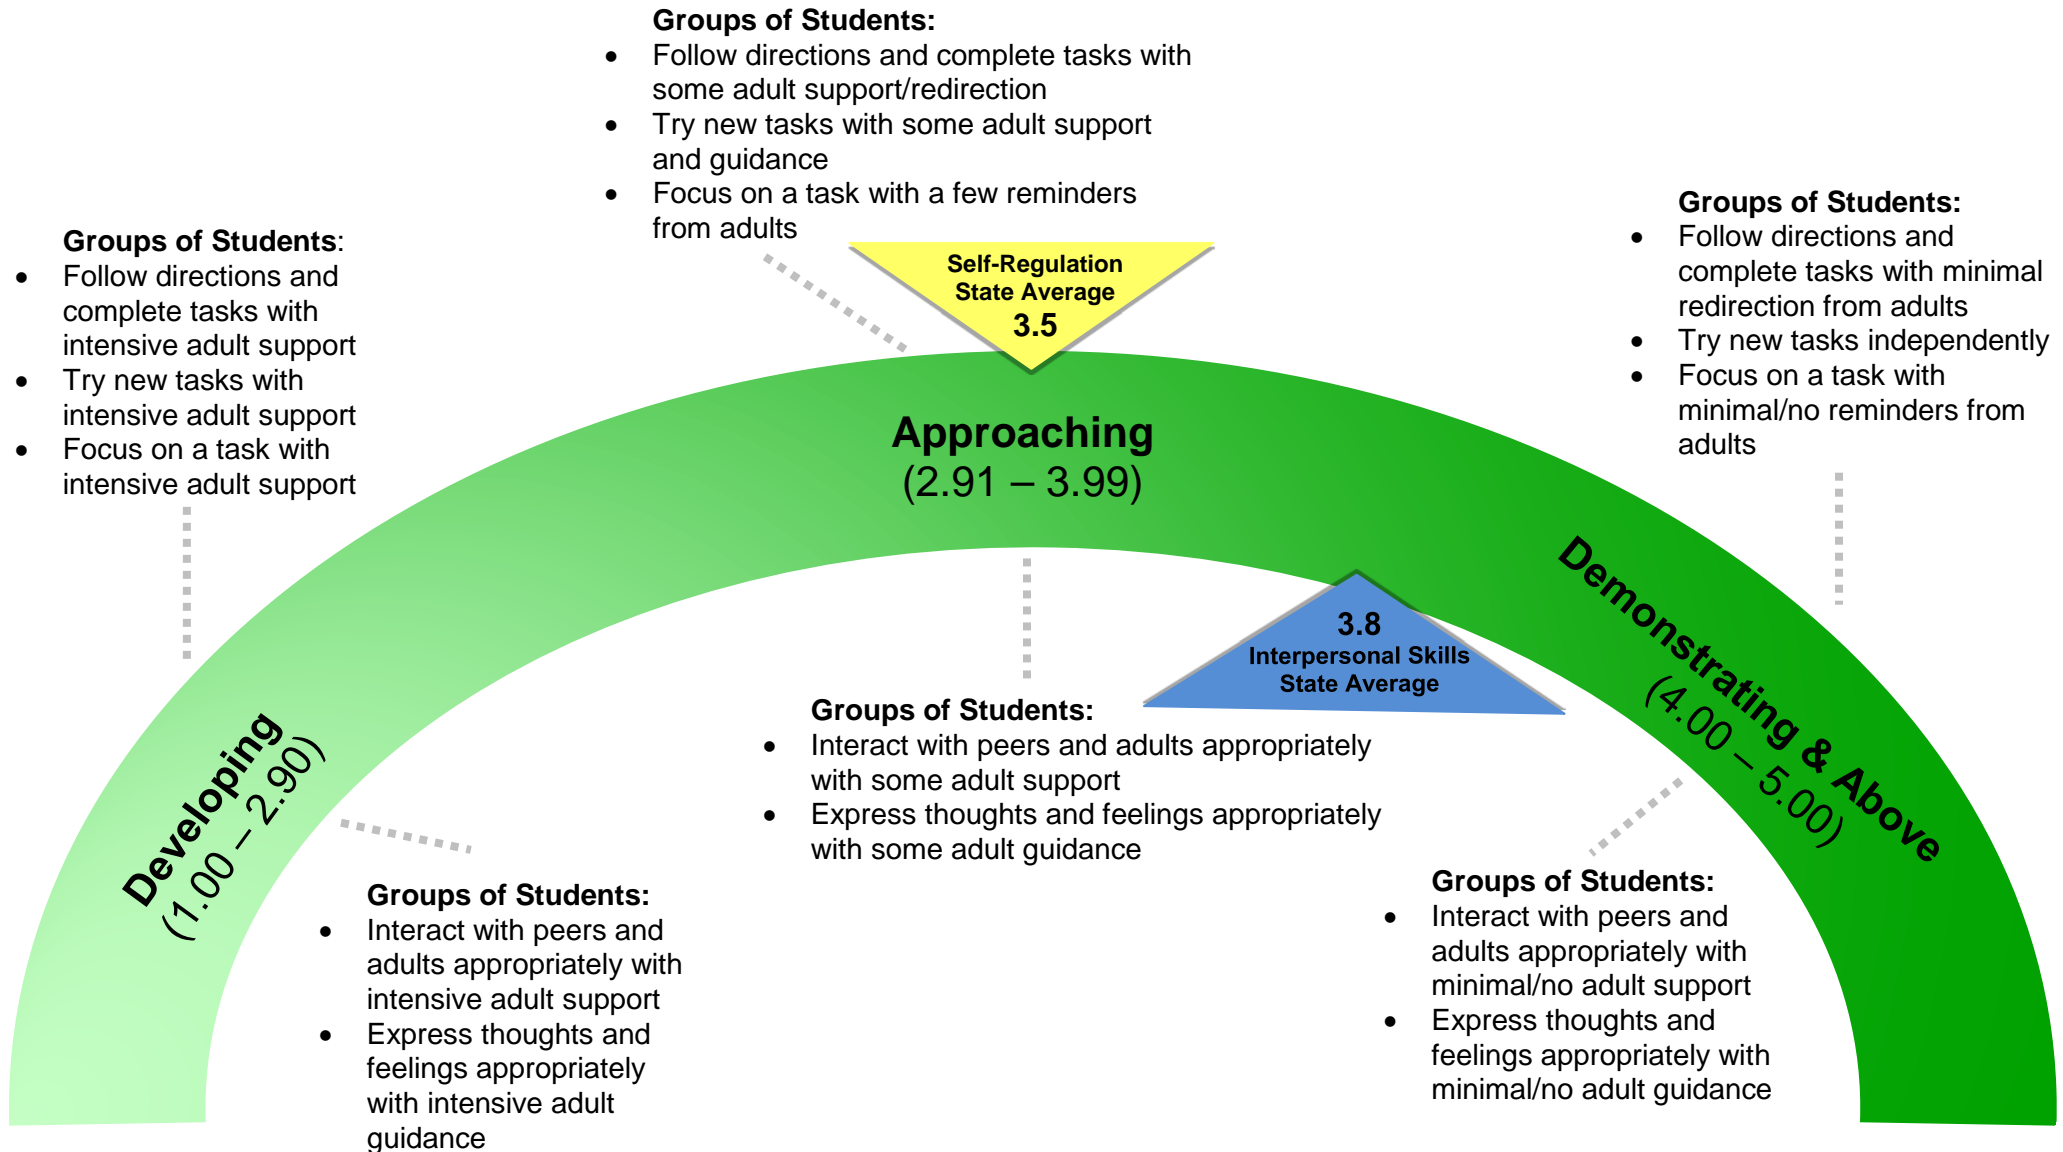 Groups of Students:
• Follow directions and complete tasks with
some adult support/redirection
• Try new tasks with some adult support
and guidance
• Focus on a task with a few reminders
from adults
Groups of Students:
• Follow directions and
complete tasks with
intensive adult support
• Try new tasks with
intensive adult support
• Focus on a task with
intensive adult support
Self-Regulation
State Average
3.5
Groups of Students:
• Follow directions and
complete tasks with minimal
redirection from adults
• Try new tasks independently
• Focus on a task with
minimal/no reminders from
adults
Approaching
(2.91 – 3.99)
Developing
(1.00 – 2.90)
Demonstrating & Above
(4.00 – 5.00)
3.8
Interpersonal Skills
State Average
Groups of Students:
• Interact with peers and adults appropriately
with some adult support
• Express thoughts and feelings appropriately
with some adult guidance
Groups of Students:
• Interact with peers and
adults appropriately with
intensive adult support
• Express thoughts and
feelings appropriately
with intensive adult
guidance
Groups of Students:
• Interact with peers and
adults appropriately with
minimal/no adult support
• Express thoughts and
feelings appropriately with
minimal/no adult guidance